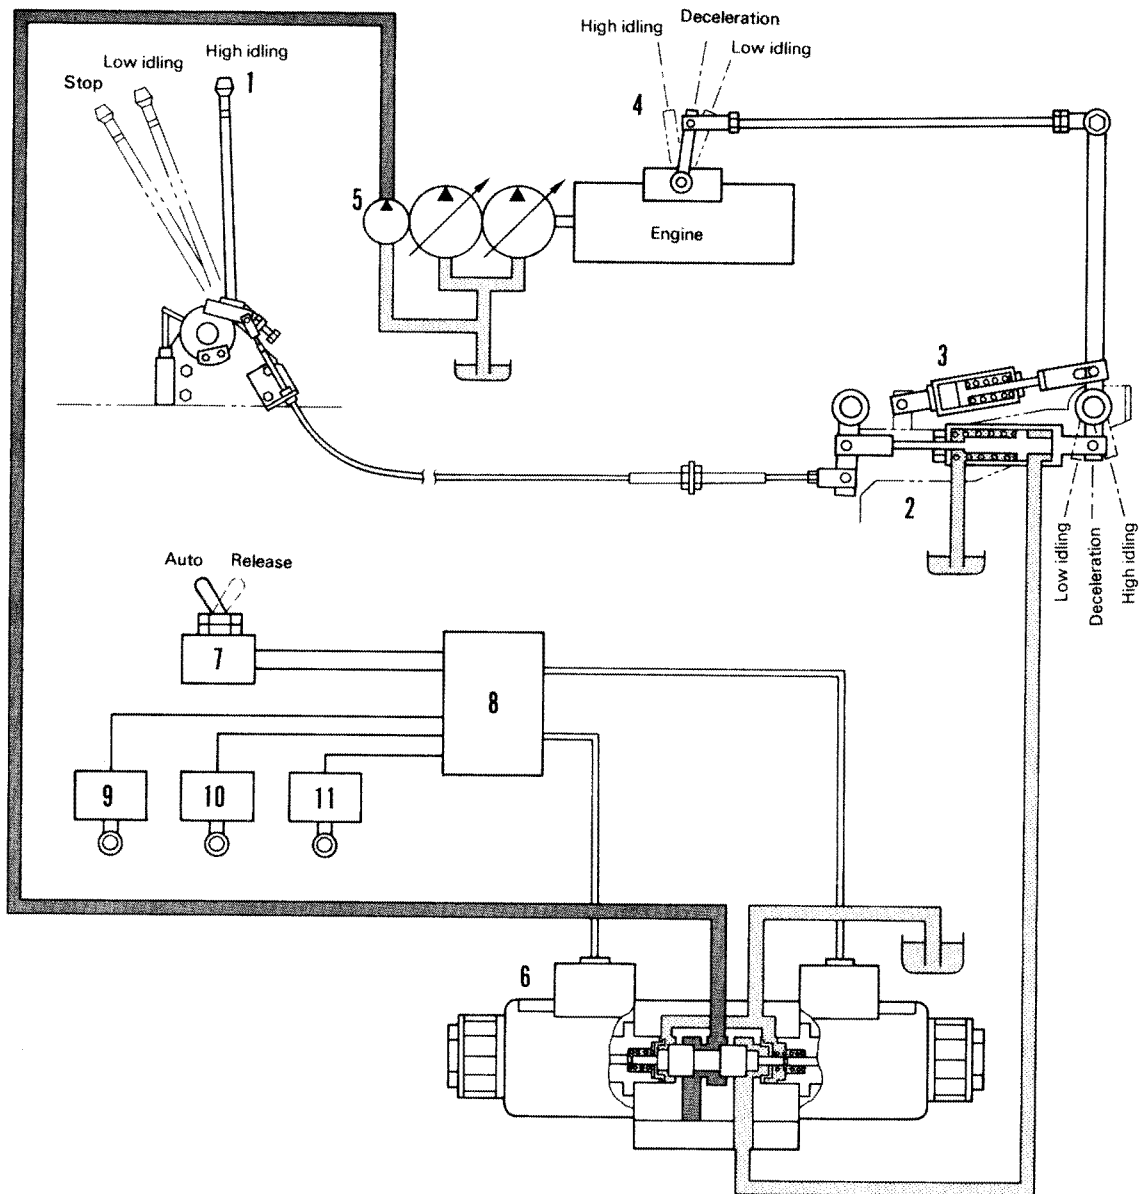 High idling
Deceleration
Low idling
Stop
Low idling
High idling
1
4
5
Engine
3
2
Low idling
Deceleration
High idling
Auto
Release
7
8
9
10
11
6